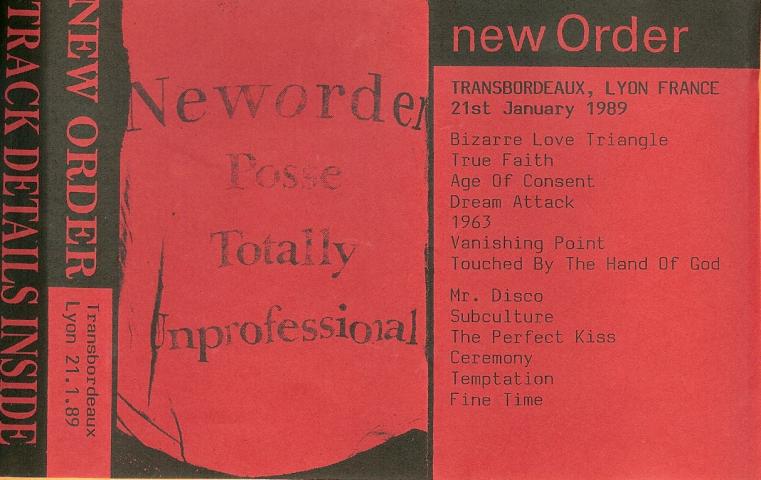 TRACK DETAILS INSIDE
NEW ORDER
Transbordeaux
Lyon 21.1.89
Neworder
Posse
Totally
Unprofessional
new Order
TRANSBORDEAUX, LYON FRANCE
21st January 1989
Bizarre Love Triangle
True Faith
Age Of Consent
Dream Attack
1963
Vanishing Point
Touched By The Hand Of God
Mr. Disco
Subculture
The Perfect Kiss
Ceremony
Temptation
Fine Time